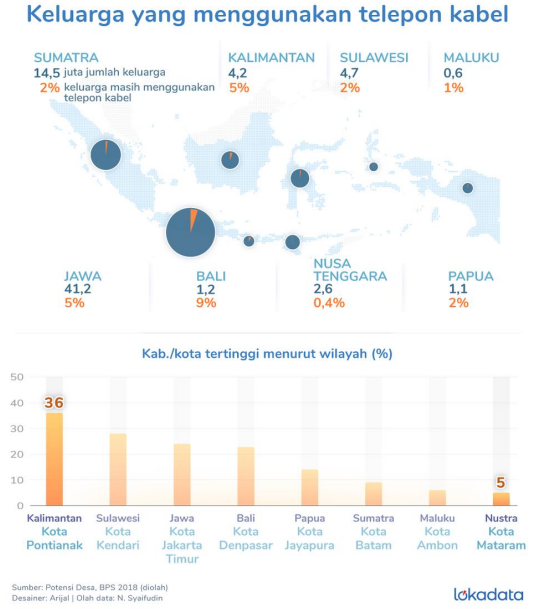 Keluarga yang menggunakan telepon kabel
SUMATRA
14,5 juta jumlah keluarga
2% keluarga masih menggunakan
telepon kabel
KALIMANTAN
4,2
5%
SULAWESI
4,7
2%
MALUKU
0,6
1%
JAWA
41,2
5%
BALI
1,2
9%
NUSA
TENGGARA
2,6
0,4%
PAPUA
1,1
2%
Kab./kota tertinggi menurut wilayah (%)
50
40
30
20
10
0
36
5
Kalimantan
Kota
Pontianak
Sulawesi
Kota
Kendari
Jawa
Kota
Jakarta
Timur
Bali
Kota
Denpasar
Papua
Kota
Jayapura
Sumatra
Kota
Batam
Maluku
Kota
Ambon
Nustra
Kota
Mataram
Sumber: Potensi Desa, BPS 2018 (diolah)
Desainer: Arijal | Olah data: N. Syaifudin
lokadata